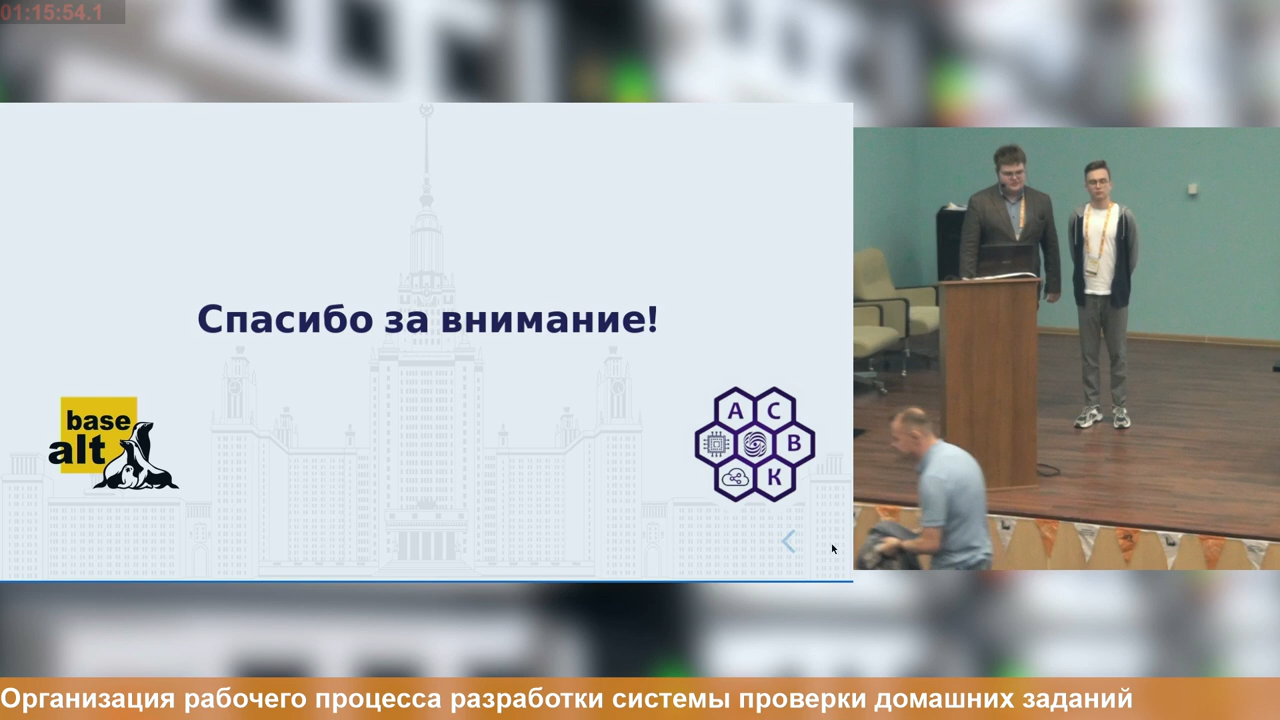 01:15:54.1
Спасибо за внимание!
base
alt
А С
В
К
Организация рабочего процесса разработки системы проверки домашних заданий